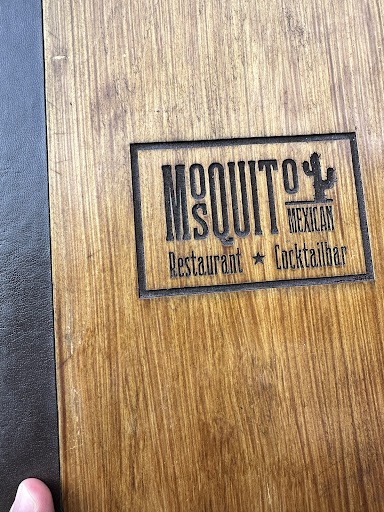 MOSQUITO
MEXICAN
Restaurant ★ Cocktailbar